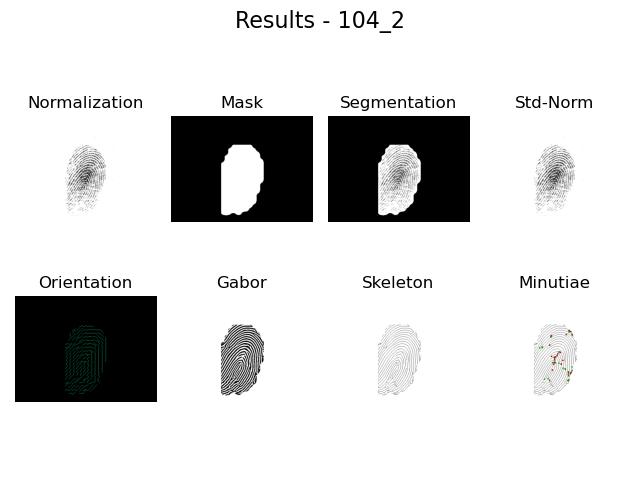 Results - 104_2
Normalization
Mask
Segmentation
Std-Norm
Orientation
Gabor
Skeleton
Minutiae